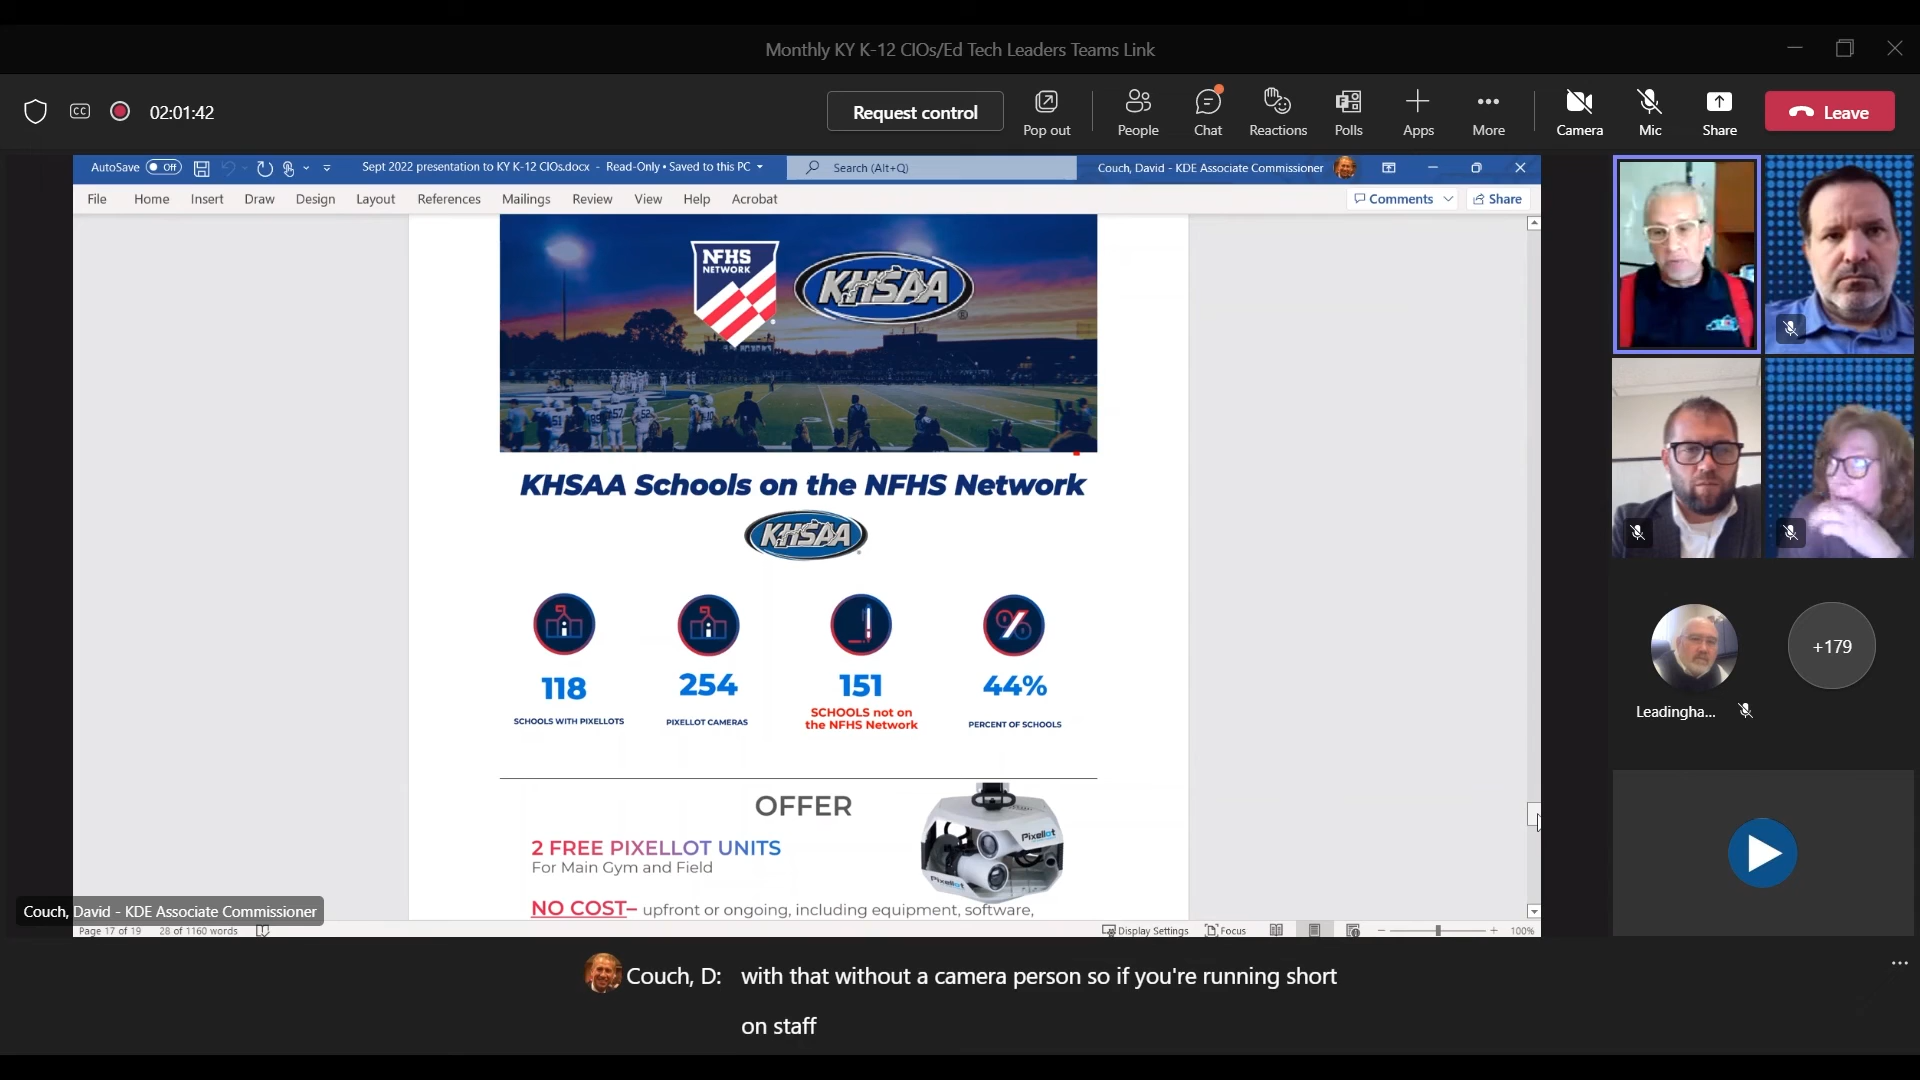 Monthly KY K-12 CIOs/Ed Tech Leaders Teams Link
CC
02:01:42
Request control
Pop out
People
Chat
Reactions
Polls
Apps
More
Camera
Mic
Share
Leave
AutoSave Off
Sept 2022 presentation to KY K-12 CIOs.docx - Read-Only • Saved to this PC
Search (Alt+Q)
Couch, David - KDE Associate Commissioner
File Home Insert Draw Design Layout References Mailings Review View Help Acrobat
Comments
Share
NFHS
NETWORK
KHSAA
®
KHSAA Schools on the NFHS Network
KHSAA
118
SCHOOLS WITH PIXELLOTS
254
PIXELLOT CAMERAS
151
SCHOOLS not on
the NFHS Network
44%
PERCENT OF SCHOOLS
OFFER
2 FREE PIXELLOT UNITS
For Main Gym and Field
Pixellot
Pixellot
NO COST– upfront or ongoing, including equipment, software,
Couch, David - KDE Associate Commissioner
Page 17 of 19 28 of 1160 words
Display Settings Focus 100%
Leadingha...
+179
Couch, D: with that without a camera person so if you're running short
on staff